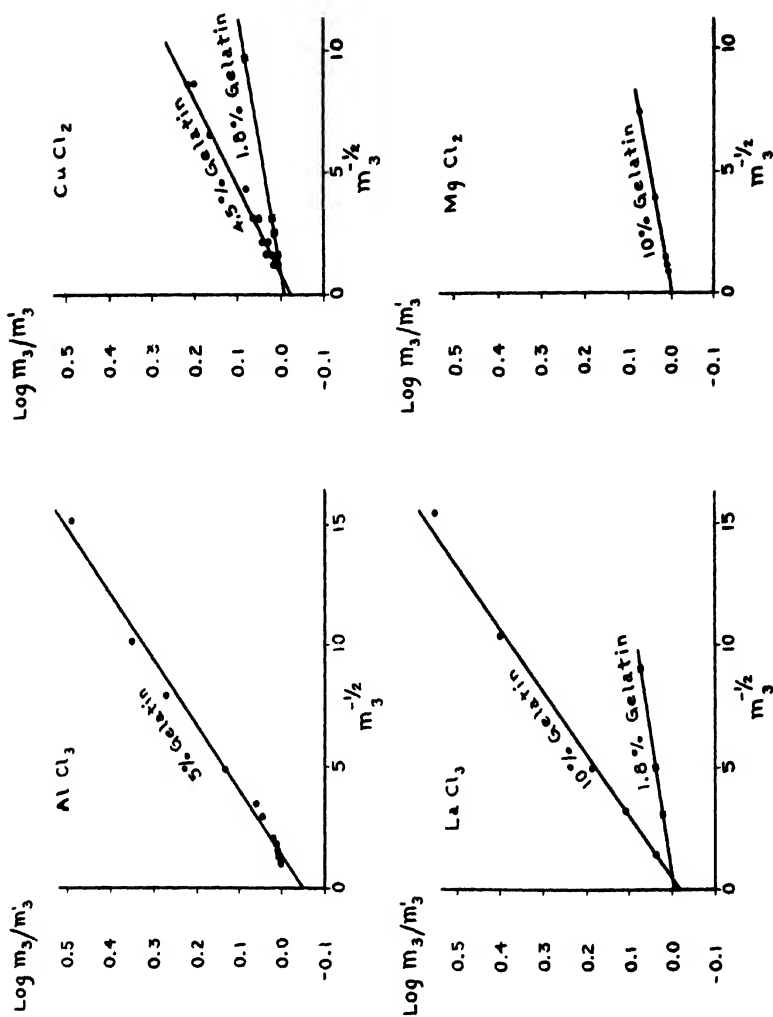 Log m₃/m₃'
Al Cl₃
0.5
0.4
0.3
0.2
0.1
0.0
-0.1
5% Gelatin
0
5
10
15
m₃^-½
Log m₃/m₃'
Cu Cl₂
0.5
0.4
0.3
0.2
0.1
0.0
-0.1
4.5% Gelatin
1.8% Gelatin
0
5
10
m₃^-½
Log m₃/m₃'
La Cl₃
0.5
0.4
0.3
0.2
0.1
0.0
-0.1
10% Gelatin
1.8% Gelatin
0
5
10
15
m₃^-½
Log m₃/m₃'
Mg Cl₂
0.5
0.4
0.3
0.2
0.1
0.0
-0.1
10% Gelatin
0
5
10
m₃^-½